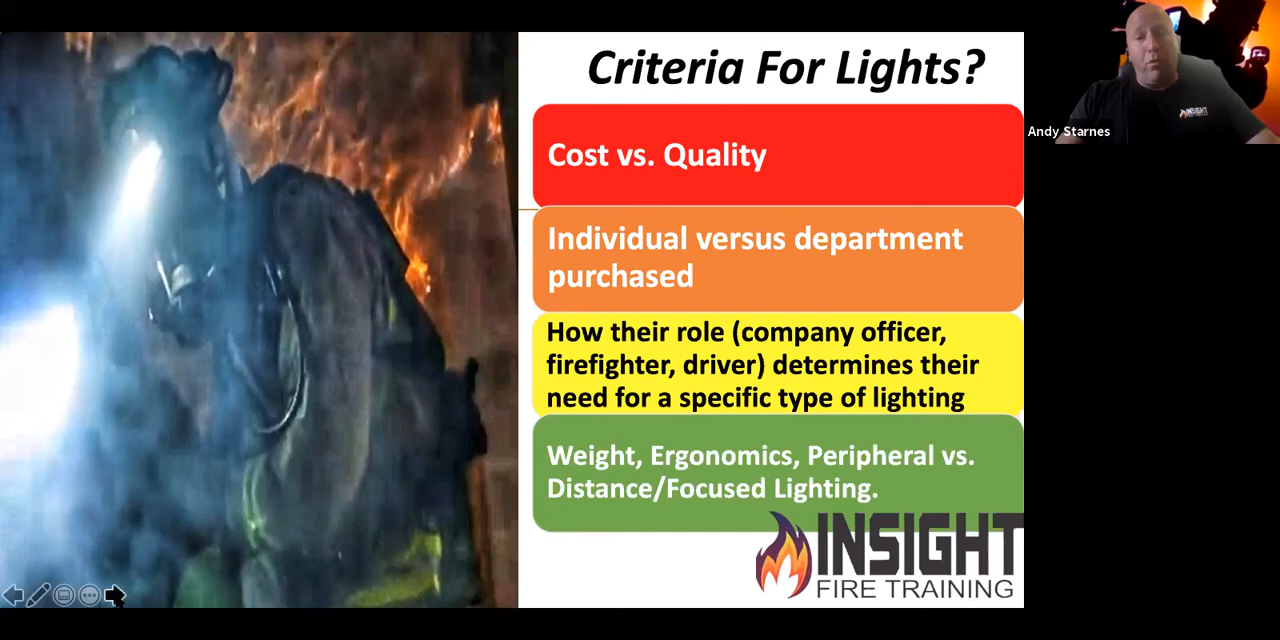 Criteria For Lights?
Cost vs. Quality
Individual versus department
purchased
How their role (company officer,
firefighter, driver) determines their
need for a specific type of lighting
Weight, Ergonomics, Peripheral vs.
Distance/Focused Lighting.
INSIGHT
FIRE TRAINING
INSIGHT
Andy Starnes